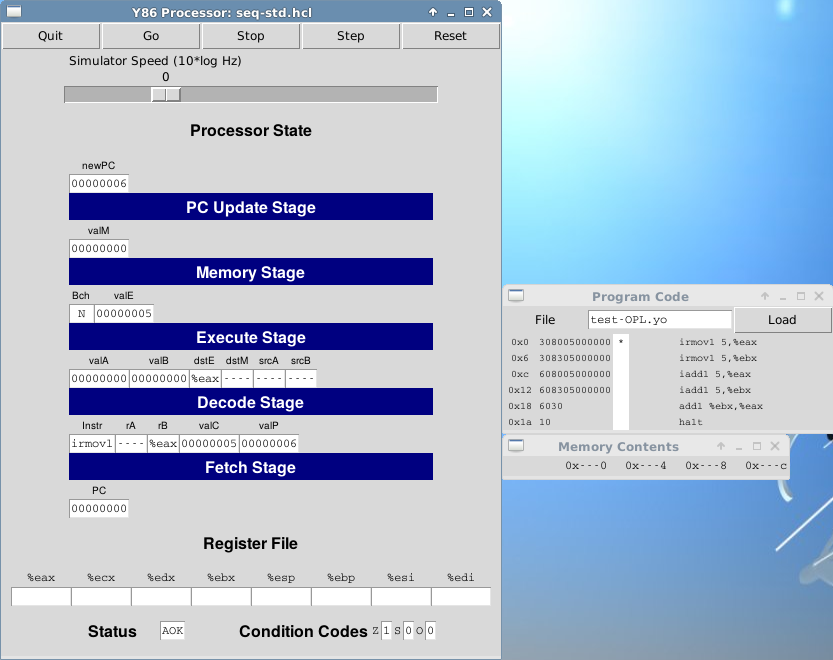 Y86 Processor: seq-std.hcl
Quit Go Stop Step Reset
Simulator Speed (10*log Hz)
0
Processor State
newPC
00000006
PC Update Stage
valM
00000000
Memory Stage
Bch valE
N 00000005
Execute Stage
valA valB dstE dstM srcA srcB
00000000 00000000 %eax ---- ---- ----
Decode Stage
Instr rA rB valC valP
irmovl ---- %eax 00000005 00000006
Fetch Stage
PC
00000000
Register File
%eax %ecx %edx %ebx %esp %ebp %esi %edi
Status AOK Condition Codes Z 1 S 0 O 0
Program Code
File test-OPL.yo Load
0x0 308005000000 * irmovl 5,%eax
0x6 308305000000 irmovl 5,%ebx
0xc 608005000000 iaddl 5,%eax
0x12 608305000000 iaddl 5,%ebx
0x18 6030 addl %ebx,%eax
0x1a 10 halt
Memory Contents
0x---0 0x---4 0x---8 0x---c